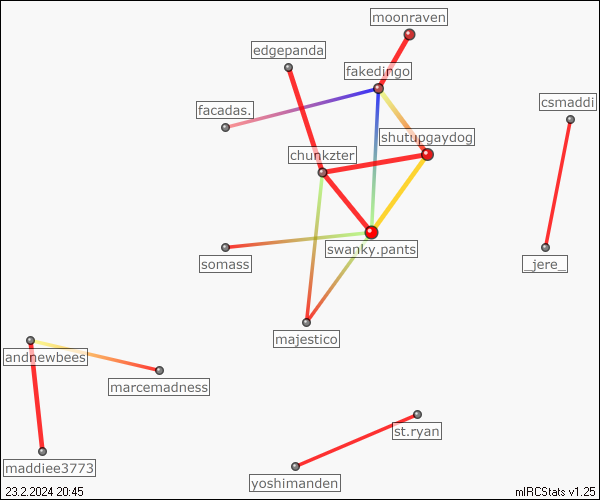 moonraven
edgepanda
fakedingo
facadas.
csmaddi
shutupgaydog
chunkzter
swanky.pants
somass
_jere_
majestico
andnewbees
marcemadness
st.ryan
maddiee3773
yoshimanden
23.2.2024 20:45
mIRCStats v1.25